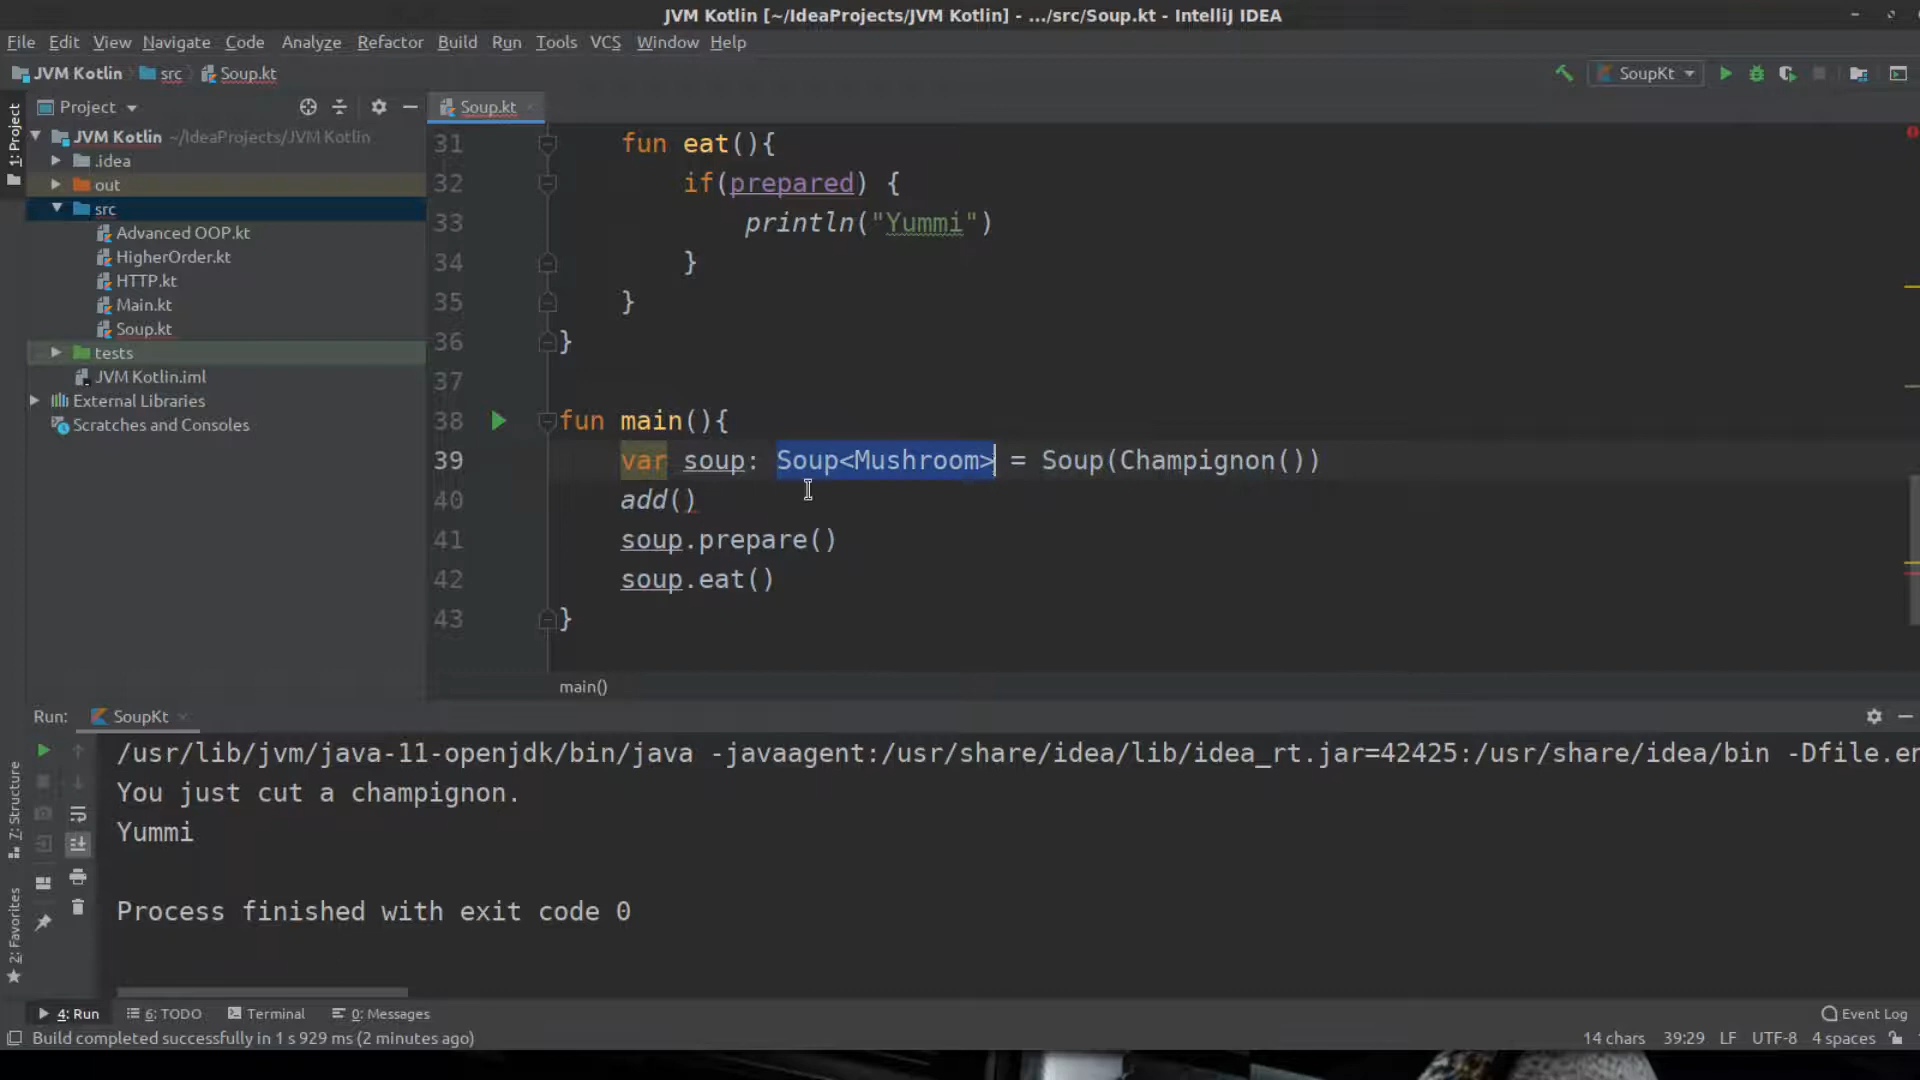 JVM Kotlin [~/IdeaProjects/JVM Kotlin] - .../src/Soup.kt - IntelliJ IDEA
File Edit View Navigate Code Analyze Refactor Build Run Tools VCS Window Help
JVM Kotlin src Soup.kt SoupKt
1: Project
Project
Soup.kt
JVM Kotlin ~/IdeaProjects/JVM Kotlin
.idea
out
src
Advanced OOP.kt
HigherOrder.kt
HTTP.kt
Main.kt
Soup.kt
tests
JVM Kotlin.iml
External Libraries
Scratches and Consoles
31 fun eat(){
32 if(prepared) {
33 println("Yummi")
34 }
35 }
36 }
37
38 fun main(){
39 var soup: Soup<Mushroom> = Soup(Champignon())
40 add()
41 soup.prepare()
42 soup.eat()
43 }
main()
Run: SoupKt
/usr/lib/jvm/java-11-openjdk/bin/java -javaagent:/usr/share/idea/lib/idea_rt.jar=42425:/usr/share/idea/bin -Dfile.en
You just cut a champignon.
Yummi
Process finished with exit code 0
7: Structure
2: Favorites
4: Run 6: TODO Terminal 0: Messages Event Log
Build completed successfully in 1 s 929 ms (2 minutes ago) 14 chars 39:29 LF UTF-8 4 spaces